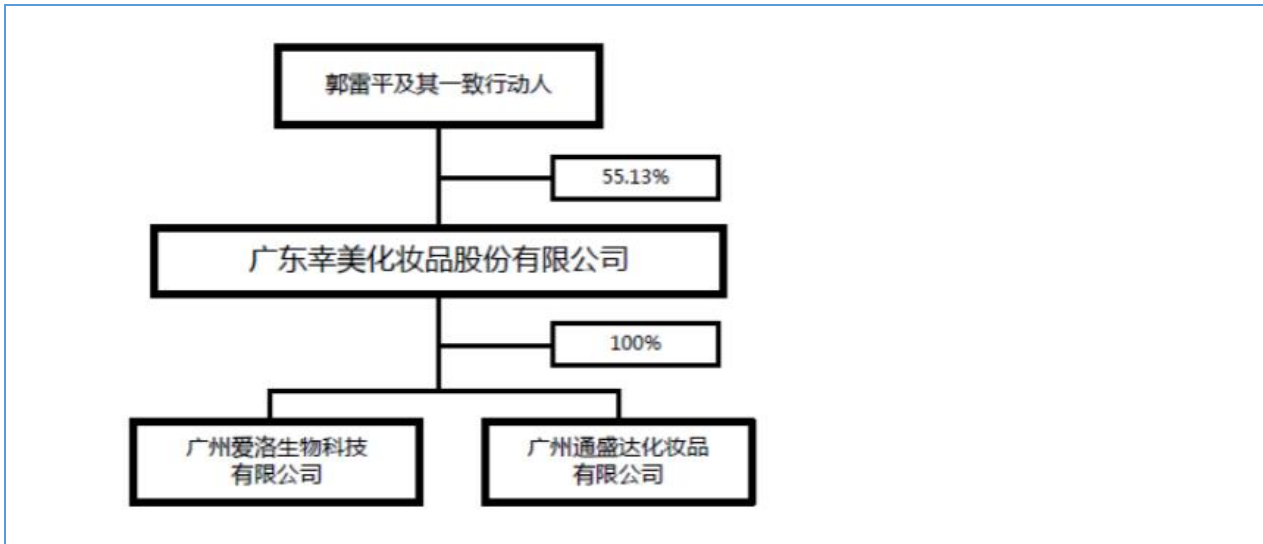 郭雷平及其一致行动人
55.13%
广东幸美化妆品股份有限公司
100%
广州爱洛生物科技
有限公司
广州通盛达化妆品
有限公司